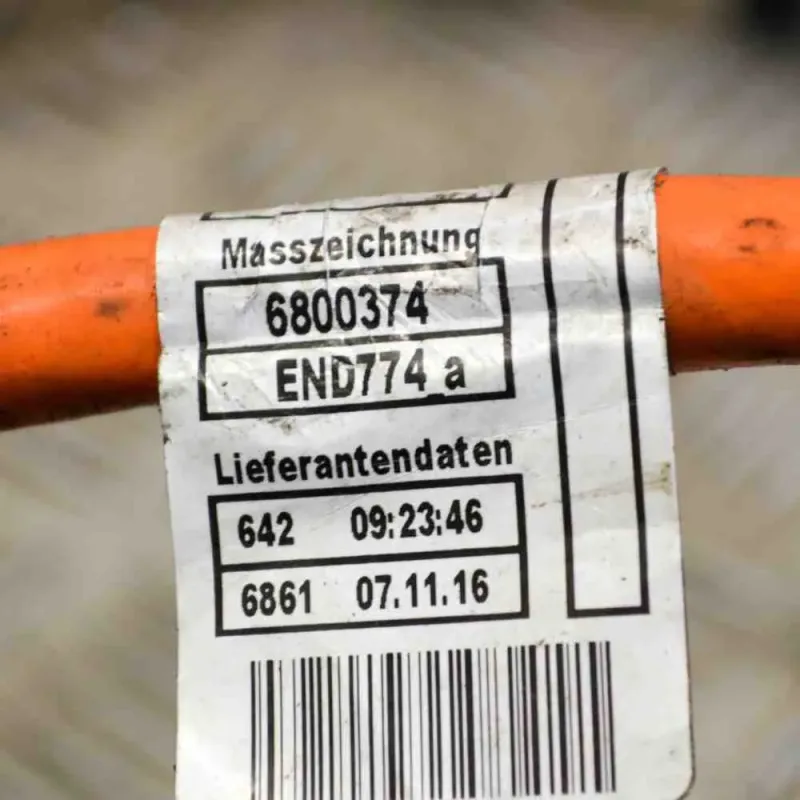 Masszeichnung
6800374
END774_a
Lieferantendaten
642 09:23:46
6861 07.11.16